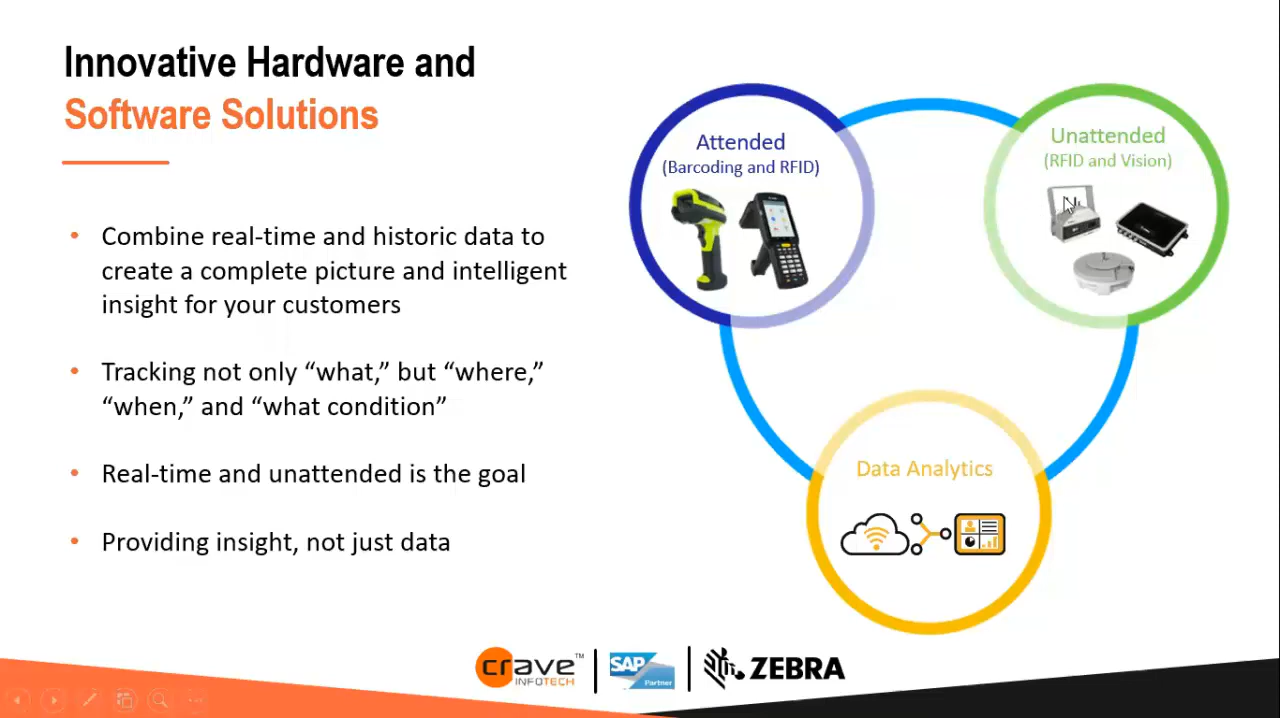 Innovative Hardware and
Software Solutions
• Combine real-time and historic data to
create a complete picture and intelligent
insight for your customers
• Tracking not only “what,” but “where,”
“when,” and “what condition”
• Real-time and unattended is the goal
• Providing insight, not just data
Attended
(Barcoding and RFID)
Unattended
(RFID and Vision)
Data Analytics
crave™
INFOTECH
SAP
Partner
ZEBRA